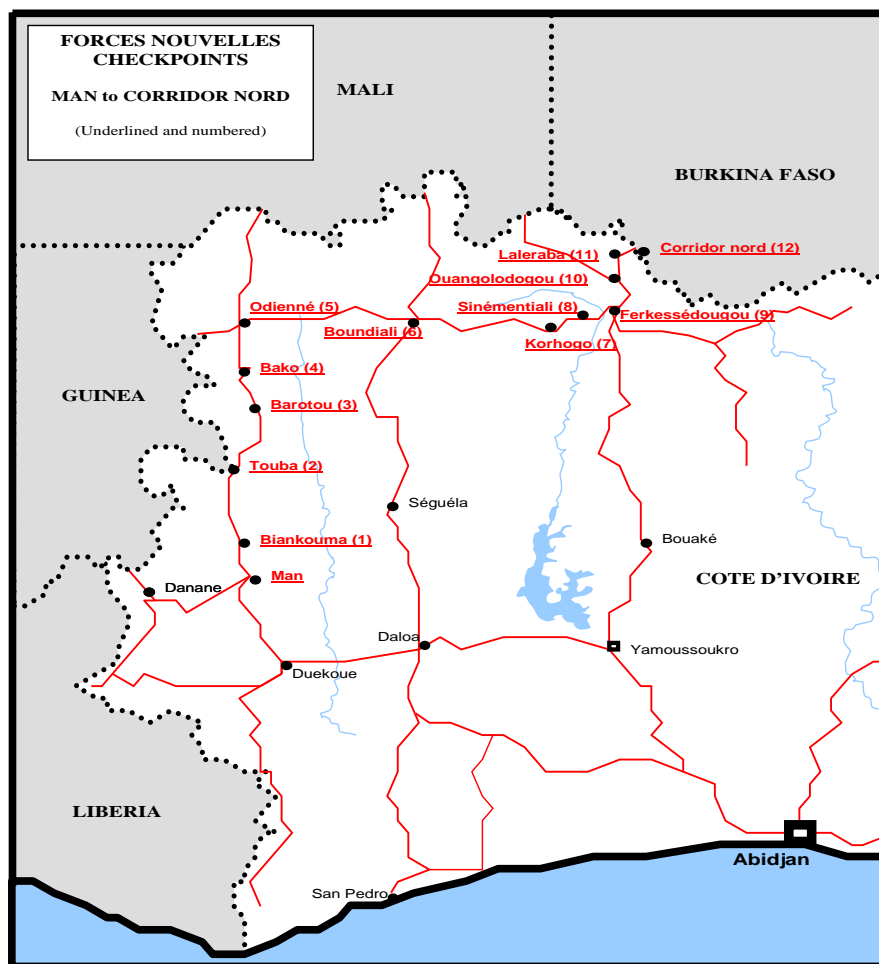 FORCES NOUVELLES
CHECKPOINTS
MAN to CORRIDOR NORD
(Underlined and numbered)
MALI
BURKINA FASO
Corridor nord (12)
Laleraba (11)
Ouangolodogou (10)
Odienné (5)
Sinémentiali (8)
Ferkessédougou (9)
Boundiali (6)
Korhogo (7)
Bako (4)
GUINEA
Barotou (3)
Touba (2)
Séguéla
Biankouma (1)
Bouaké
Man
COTE D'IVOIRE
Danane
Daloa
Yamoussoukro
Duekoue
LIBERIA
Abidjan
San Pedro